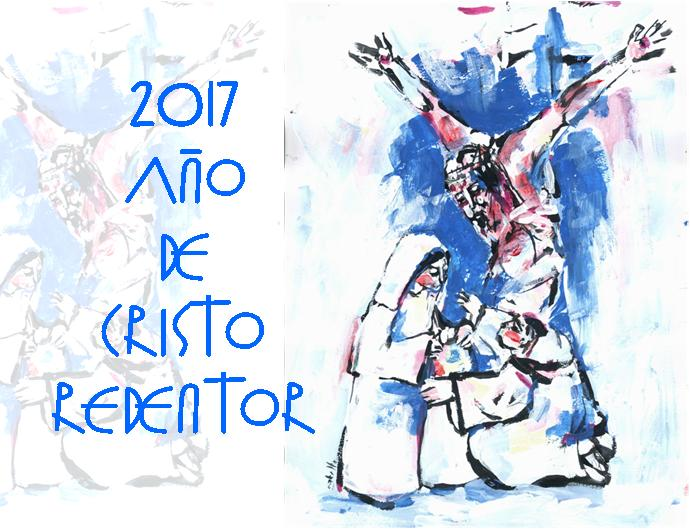 2017
AÑO
DE
CRISTO
REDENTOR